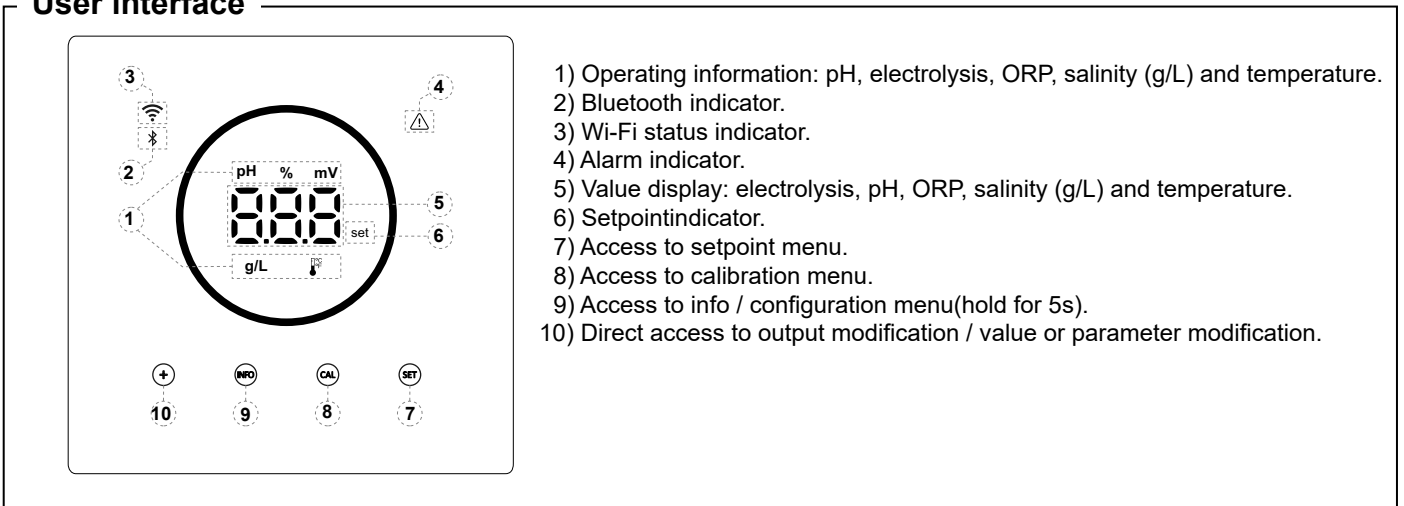 User Interface
3
4
2
pH % mV
8.8.8
5
1
set
6
g/L °C
+ INFO CAL SET
10 9 8 7
1) Operating information: pH, electrolysis, ORP, salinity (g/L) and temperature.
2) Bluetooth indicator.
3) Wi-Fi status indicator.
4) Alarm indicator.
5) Value display: electrolysis, pH, ORP, salinity (g/L) and temperature.
6) Setpointindicator.
7) Access to setpoint menu.
8) Access to calibration menu.
9) Access to info / configuration menu(hold for 5s).
10) Direct access to output modification / value or parameter modification.